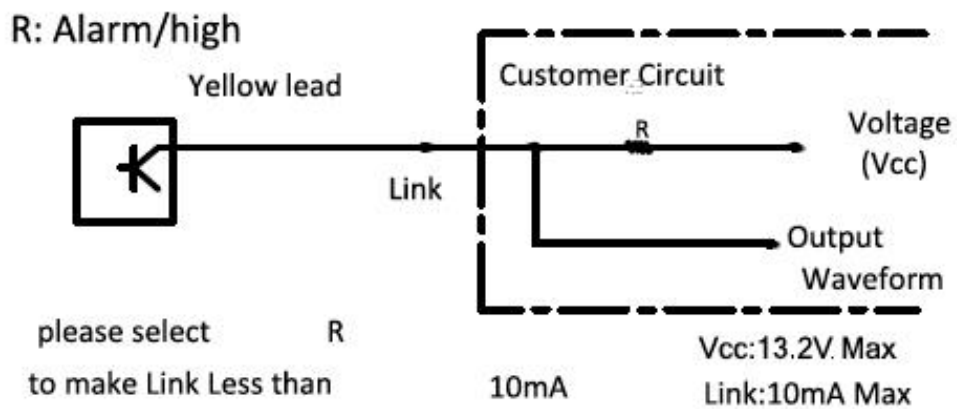 R: Alarm/high
Yellow lead
Customer Circuit
R
Voltage
(Vcc)
Link
Output
Waveform
please select R
Vcc:13.2V. Max
to make Link Less than 10mA
Link:10mA Max